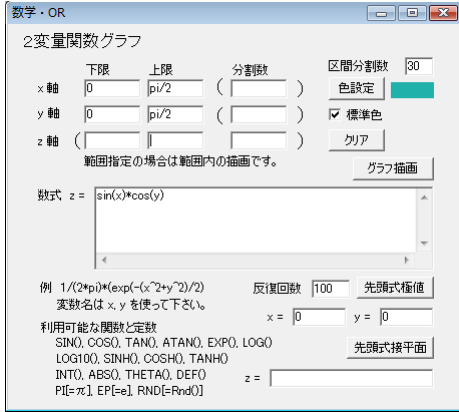 数学・OR
2変量関数グラフ
下限 上限 分割数 区間分割数 30
x 軸 0 pi/2 ( ) 色設定
y 軸 0 pi/2 ( ) 標準色
z 軸 ( ) クリア
範囲指定の場合は範囲内の描画です。
グラフ描画
数式 z = sin(x)*cos(y)
例 1/(2*pi)*(exp(-(x^2+y^2)/2) 反復回数 100 先頭式極値
変数名は x, y を使って下さい。
x = 0 y = 0
利用可能な関数と定数
SIN(), COS(), TAN(), ATAN(), EXP(), LOG() 先頭式接平面
LOG10(), SINH(), COSH(), TANH()
INT(), ABS(), THETA(), DEF() z =
PI[=π], EP[=e], RND[=Rnd()]